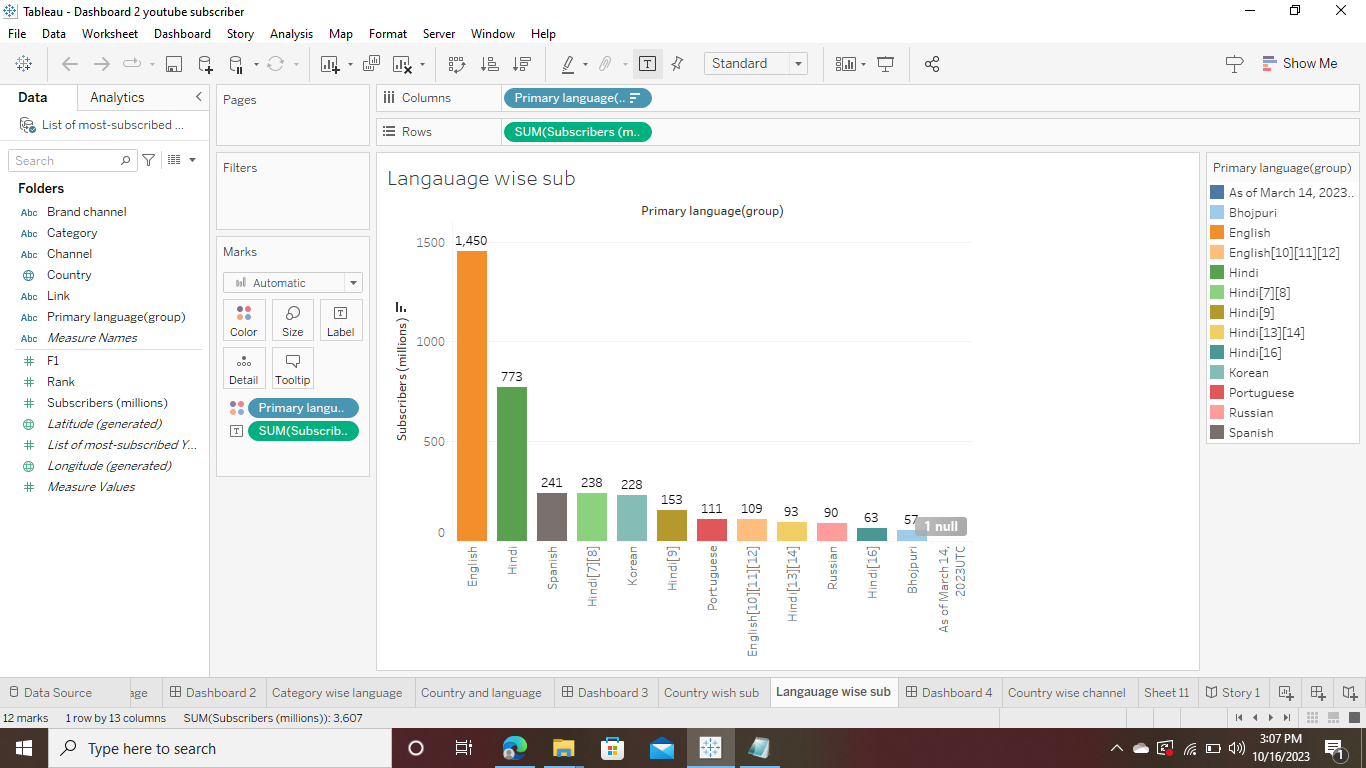 Tableau - Dashboard 2 youtube subscriber
File Data Worksheet Dashboard Story Analysis Map Format Server Window Help
Standard
Show Me
Data Analytics
List of most-subscribed ...
Search
Folders
Abc Brand channel
Abc Category
Abc Channel
Country
Abc Link
Abc Primary language(group)
Abc Measure Names
F1
Rank
Subscribers (millions)
Latitude (generated)
List of most-subscribed Y...
Longitude (generated)
Measure Values
Pages
Filters
Marks
Automatic
Color Size Label
Detail Tooltip
Primary langu..
SUM(Subscrib..
Columns Primary language(..
Rows SUM(Subscribers (m..
Langauage wise sub
Primary language(group)
Subscribers (millions)
1500
1000
500
0
1,450
773
241
238
228
153
111
109
93
90
63
57
1 null
English
Hindi
Spanish
Hindi[7][8]
Korean
Hindi[9]
Portuguese
English[10][11][12]
Hindi[13][14]
Russian
Hindi[16]
Bhojpuri
As of March 14,
2023UTC
Primary language(group)
As of March 14, 2023..
Bhojpuri
English
English[10][11][12]
Hindi
Hindi[7][8]
Hindi[9]
Hindi[13][14]
Hindi[16]
Korean
Portuguese
Russian
Spanish
Data Source age Dashboard 2 Category wise language Country and language Dashboard 3 Country wish sub Langauage wise sub Dashboard 4 Country wise channel Sheet 11 Story 1
12 marks 1 row by 13 columns SUM(Subscribers (millions)): 3,607
Type here to search
3:07 PM
10/16/2023
1